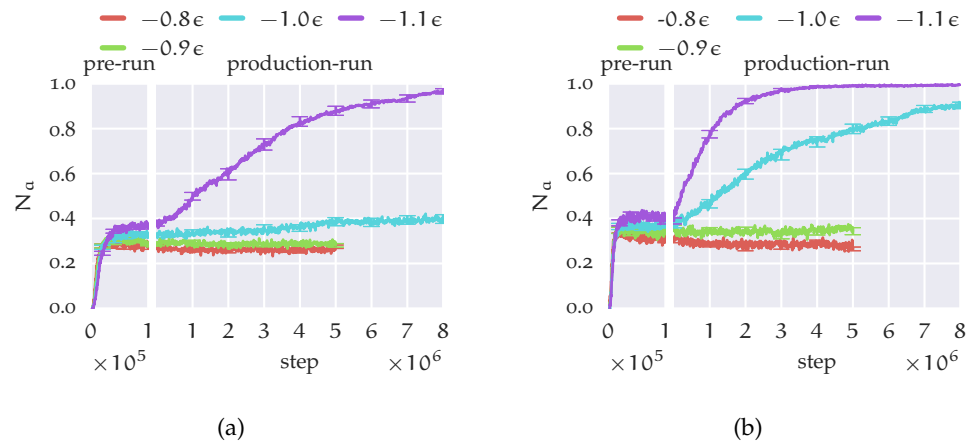 −0.8ϵ −1.0ϵ −1.1ϵ
−0.9ϵ
pre-run production-run
1.0
0.8
0.6
0.4
0.2
0.0
N_a
0 1 1 2 3 4 5 6 7 8
×10⁵ step ×10⁶
(a)
-0.8ϵ −1.0ϵ −1.1ϵ
−0.9ϵ
pre-run production-run
1.0
0.8
0.6
0.4
0.2
0.0
N_a
0 1 1 2 3 4 5 6 7 8
×10⁵ step ×10⁶
(b)